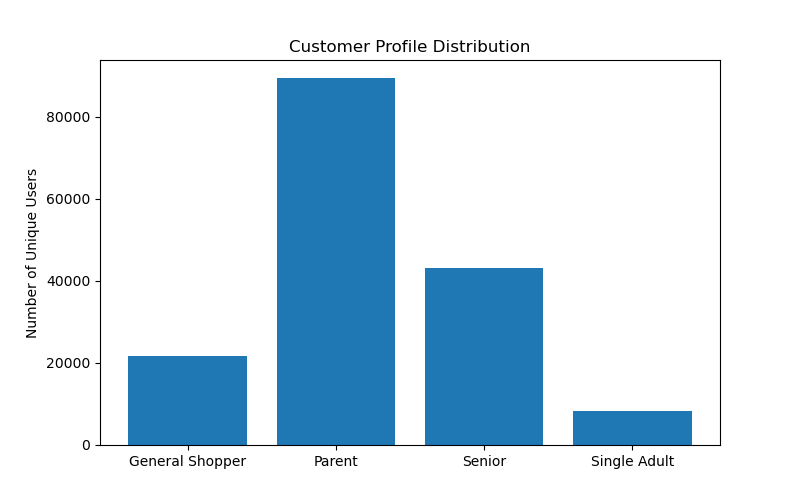 Customer Profile Distribution
Number of Unique Users
80000
60000
40000
20000
0
General Shopper
Parent
Senior
Single Adult